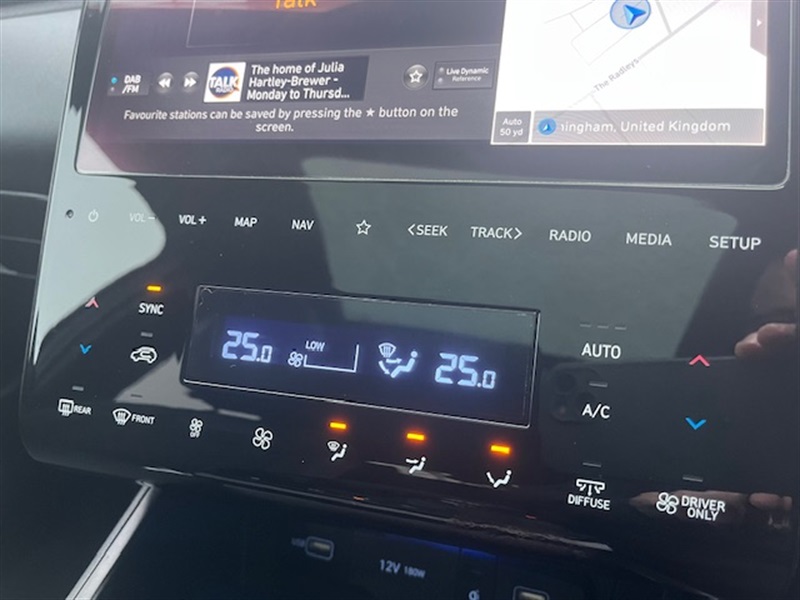 Talk
DAB
/FM
TALK
RADIO
The home of Julia
Hartley-Brewer -
Monday to Thursd...
Live Dynamic
Reference
Favourite stations can be saved by pressing the ★ button on the
screen.
The Radleys
Auto
50 yd
ningham, United Kingdom
VOL-
VOL+
MAP
NAV
SEEK
TRACK
RADIO
MEDIA
SETUP
SYNC
25.0
LOW
25.0
AUTO
A/C
REAR
FRONT
OFF
DIFFUSE
DRIVER
ONLY
12V 180W